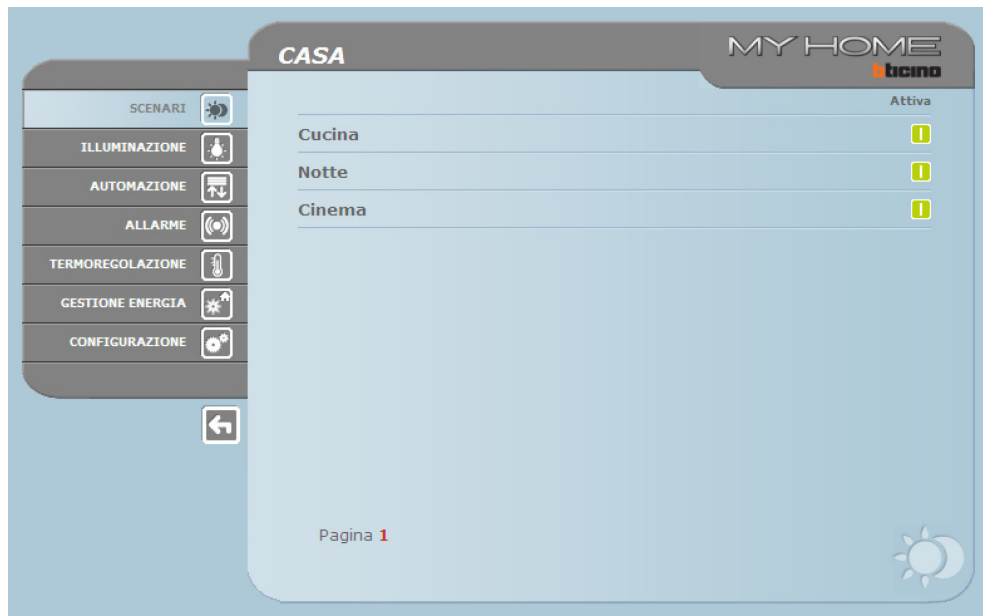 CASA
MY HOME
bticino
SCENARI
ILLUMINAZIONE
AUTOMAZIONE
ALLARME
TERMOREGOLAZIONE
GESTIONE ENERGIA
CONFIGURAZIONE
Attiva
Cucina
Notte
Cinema
Pagina 1